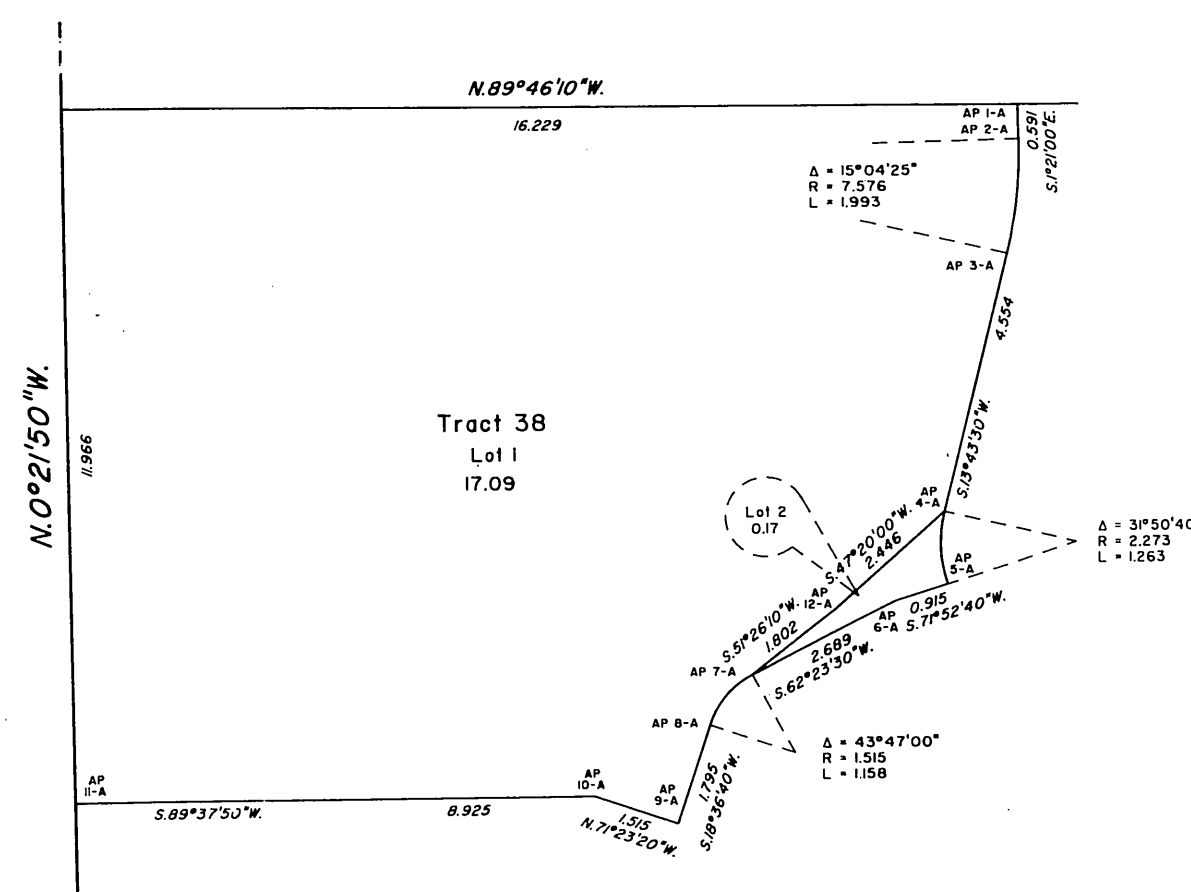 N.89°46'10"W.
16.229
AP 1-A
AP 2-A
0.591
S.1°21'00"E.
Δ = 15°04'25"
R = 7.576
L = 1.993
AP 3-A
4.554
S.13°43'30"W.
N.0°21'50"W.
11.966
Tract 38
Lot 1
17.09
Lot 2
0.17
AP
4-A
S.47°20'00"W.
2.446
Δ = 31°50'40
R = 2.273
L = 1.263
AP
5-A
AP
12-A
S.51°26'10"W.
1.802
0.915
S.71°52'40"W.
AP
6-A
2.689
S.62°23'30"W.
AP 7-A
AP 8-A
Δ = 43°47'00"
R = 1.515
L = 1.158
1.795
S.18°36'40"W.
AP
9-A
AP
10-A
1.515
N.71°23'20"W.
AP
11-A
S.89°37'50"W.
8.925